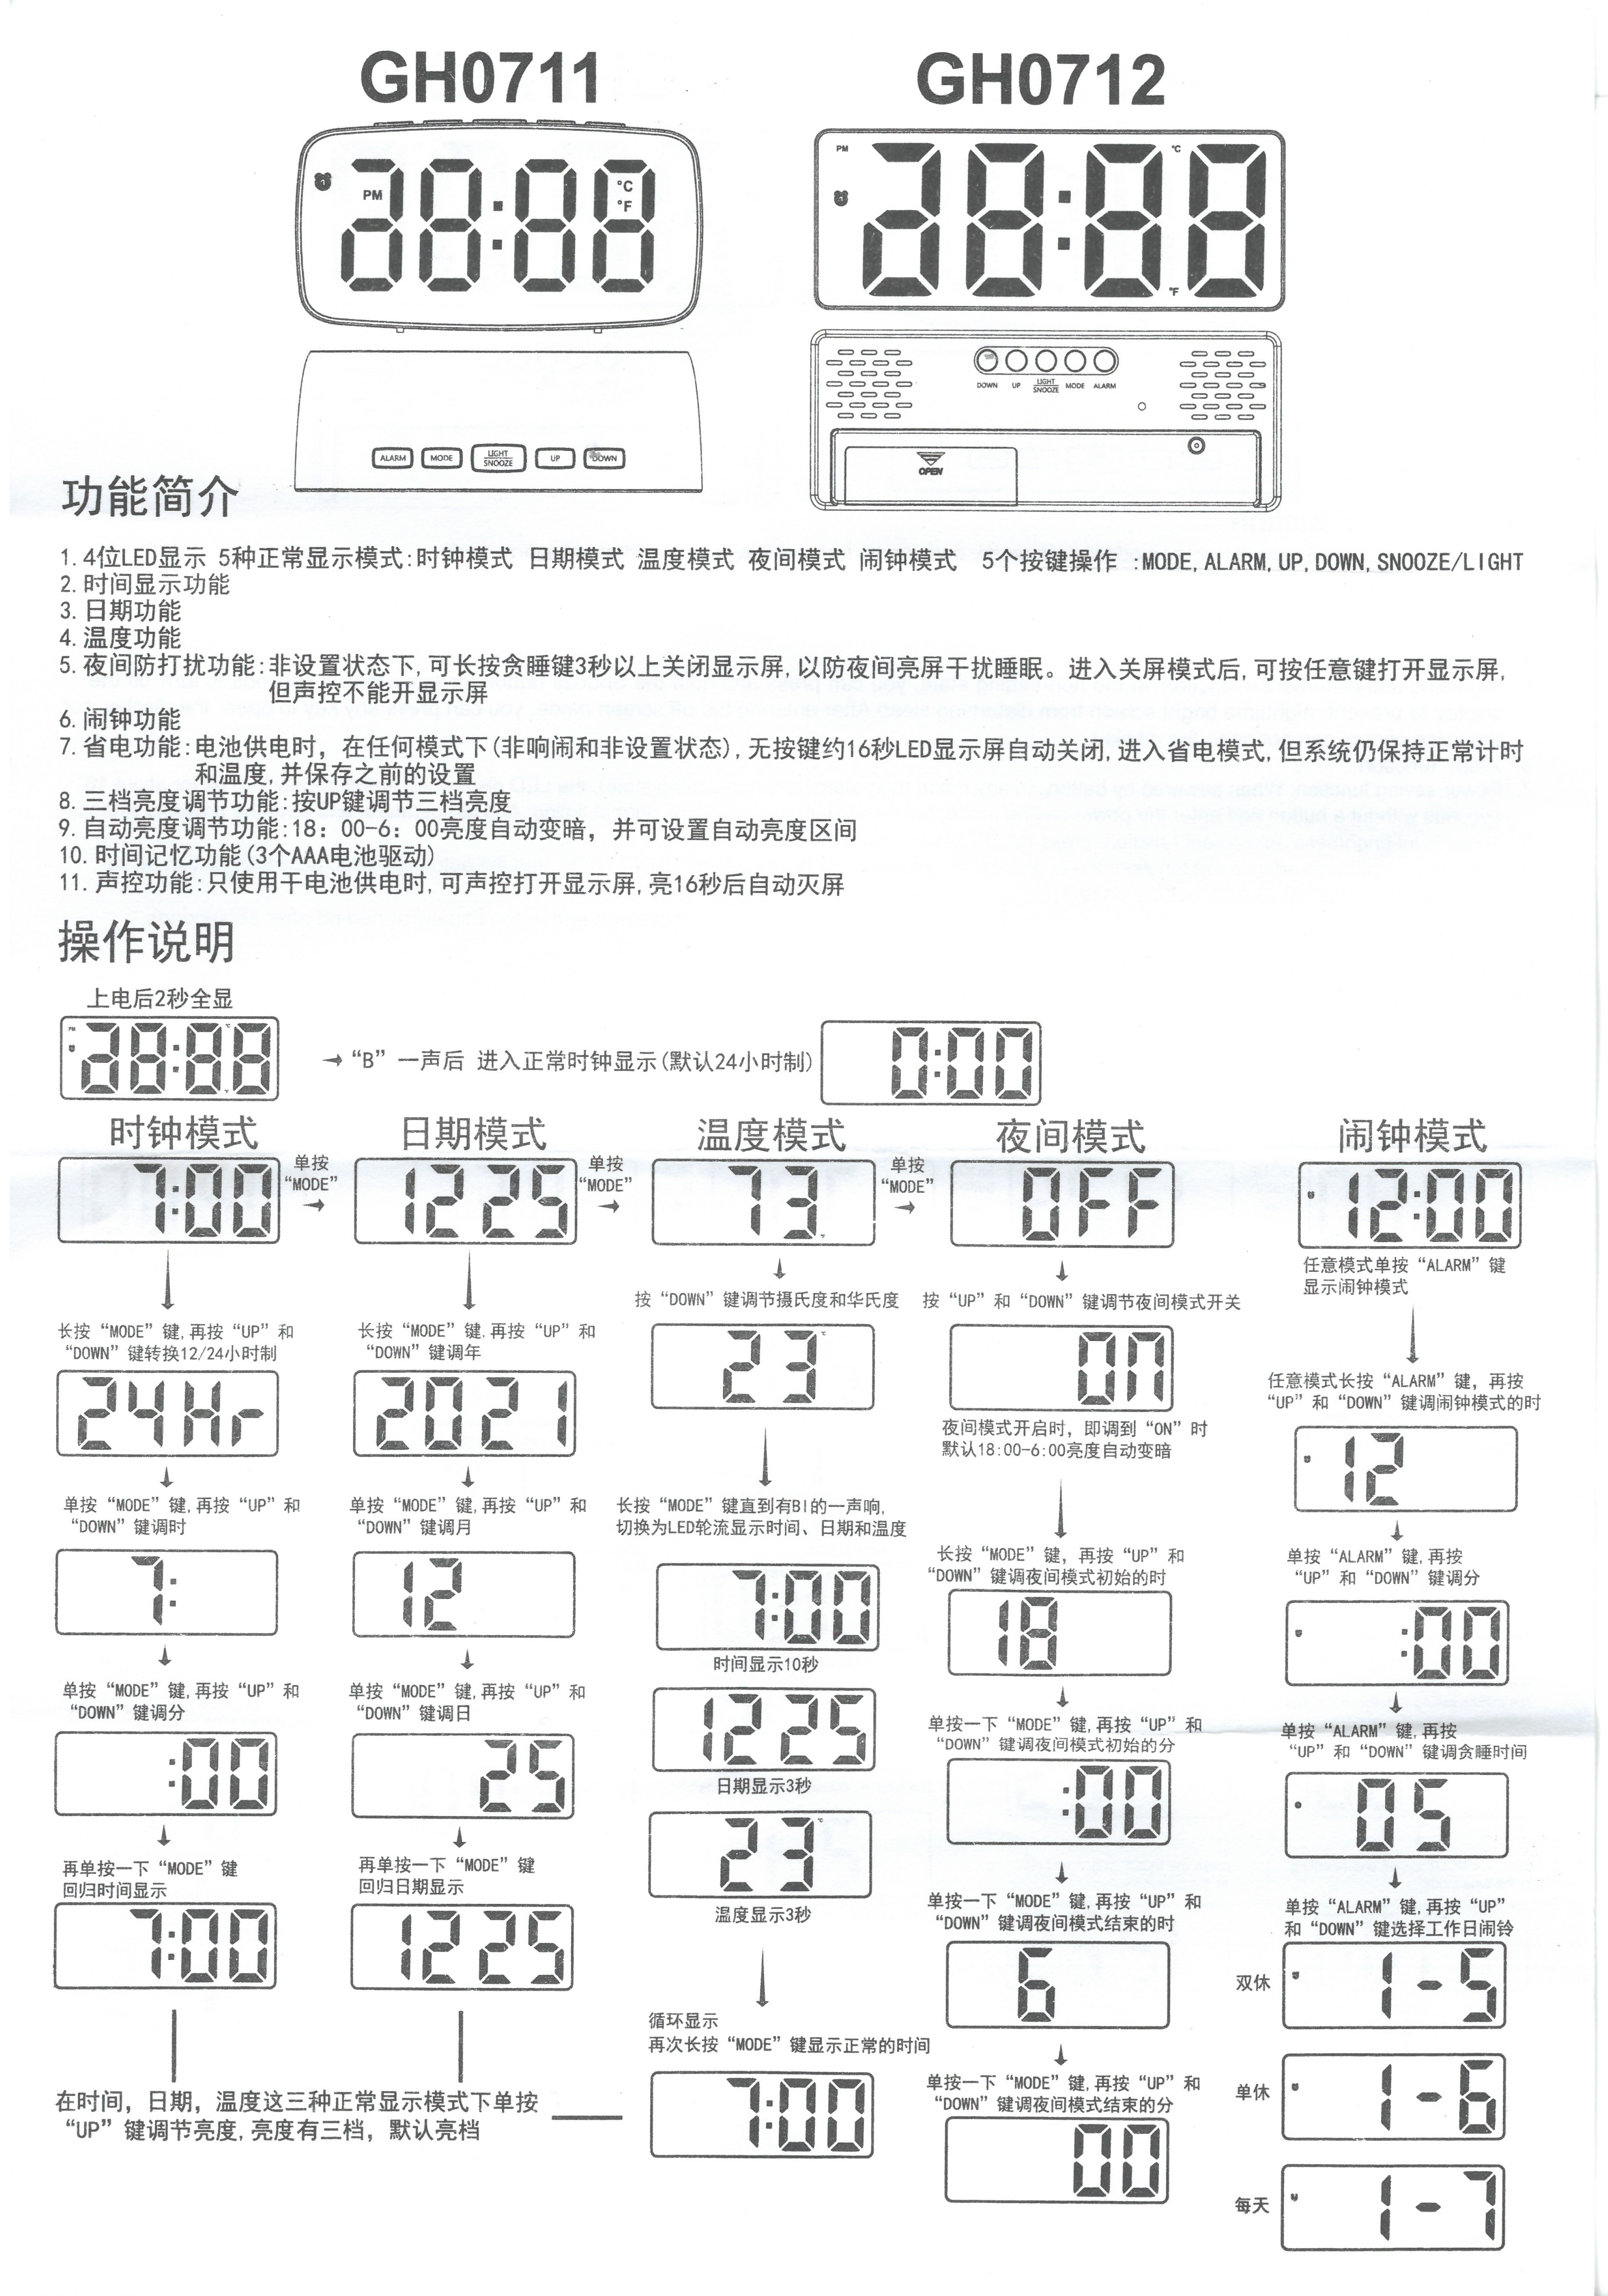 GH0711
GH0712
PM
°C
°F
PM
°C
°F
DOWN UP LIGHT SNOOZE MODE ALARM
ALARM MODE LIGHT SNOOZE UP DOWN
OPEN
功能简介
1. 4位LED显示 5种正常显示模式:时钟模式 日期模式 温度模式 夜间模式 闹钟模式 5个按键操作 :MODE, ALARM, UP, DOWN, SNOOZE/LIGHT
2. 时间显示功能
3. 日期功能
4. 温度功能
5. 夜间防打扰功能:非设置状态下,可长按贪睡键3秒以上关闭显示屏,以防夜间亮屏干扰睡眠。进入关屏模式后,可按任意键打开显示屏,
但声控不能开显示屏
6. 闹钟功能
7. 省电功能:电池供电时，在任何模式下(非响闹和非设置状态),无按键约16秒LED显示屏自动关闭,进入省电模式,但系统仍保持正常计时
和温度,并保存之前的设置
8. 三档亮度调节功能:按UP键调节三档亮度
9. 自动亮度调节功能:18：00-6：00亮度自动变暗，并可设置自动亮度区间
10. 时间记忆功能(3个AAA电池驱动)
11. 声控功能:只使用干电池供电时,可声控打开显示屏,亮16秒后自动灭屏
操作说明
上电后2秒全显
→ “B” 一声后 进入正常时钟显示(默认24小时制)
0:00
时钟模式
7:00
单按
“MODE”
→
长按 “MODE” 键,再按 “UP” 和
“DOWN” 键转换12/24小时制
24Hr
单按 “MODE” 键,再按 “UP” 和
“DOWN” 键调时
7:
单按 “MODE” 键,再按 “UP” 和
“DOWN” 键调分
:00
再单按一下 “MODE” 键
回归时间显示
7:00
日期模式
12 25
单按
“MODE”
→
长按 “MODE” 键,再按 “UP” 和
“DOWN” 键调年
2021
单按 “MODE” 键,再按 “UP” 和
“DOWN” 键调月
12
单按 “MODE” 键,再按 “UP” 和
“DOWN” 键调日
25
再单按一下 “MODE” 键
回归日期显示
12 25
在时间，日期，温度这三种正常显示模式下单按
“UP” 键调节亮度,亮度有三档，默认亮档
温度模式
73
单按
“MODE”
→
按 “DOWN” 键调节摄氏度和华氏度
23
长按 “MODE” 键直到有BI的一声响,
切换为LED轮流显示时间、日期和温度
7:00
时间显示10秒
12 25
日期显示3秒
23
温度显示3秒
循环显示
再次长按 “MODE” 键显示正常的时间
7:00
夜间模式
OFF
按 “UP” 和 “DOWN” 键调节夜间模式开关
ON
夜间模式开启时，即调到 “ON” 时
默认18:00-6:00亮度自动变暗
长按 “MODE” 键，再按 “UP” 和
“DOWN” 键调夜间模式初始的时
18
单按一下 “MODE” 键,再按 “UP” 和
“DOWN” 键调夜间模式初始的分
:00
单按一下 “MODE” 键,再按 “UP” 和
“DOWN” 键调夜间模式结束的时
6
单按一下 “MODE” 键,再按 “UP” 和
“DOWN” 键调夜间模式结束的分
00
闹钟模式
12:00
任意模式单按 “ALARM” 键
显示闹钟模式
任意模式长按 “ALARM” 键，再按
“UP” 和 “DOWN” 键调闹钟模式的时
12
单按 “ALARM” 键,再按
“UP” 和 “DOWN” 键调分
:00
单按 “ALARM” 键,再按
“UP” 和 “DOWN” 键调贪睡时间
05
单按 “ALARM” 键,再按 “UP”
和 “DOWN” 键选择工作日闹铃
双休 1-5
单休 1-6
每天 1-7